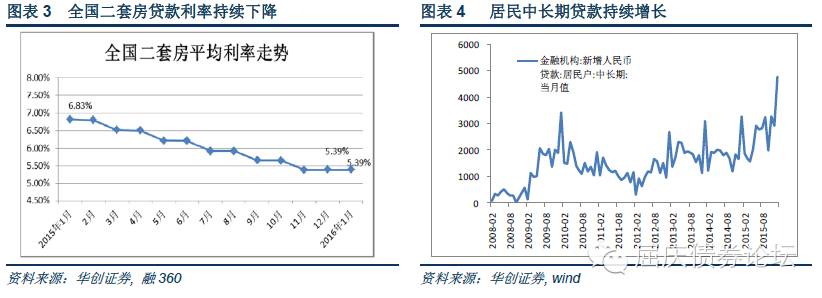 图表 3 全国二套房贷款利率持续下降
全国二套房平均利率走势
8.00%
7.50%
7.00%
6.50%
6.00%
5.50%
5.00%
4.50%
6.83%
5.39%
5.39%
2015年1月
2月
3月
4月
5月
6月
7月
8月
9月
10月
11月
12月
2016年1月
资料来源：华创证券, 融 360
图表 4 居民中长期贷款持续增长
6000
5000
4000
3000
2000
1000
0
金融机构:新增人民币
贷款:居民户:中长期:
当月值
2008-02
2008-08
2009-02
2009-08
2010-02
2010-08
2011-02
2011-08
2012-02
2012-08
2013-02
2013-08
2014-02
2014-08
2015-02
2015-08
资料来源：华创证券, wind
屈庆债券论坛